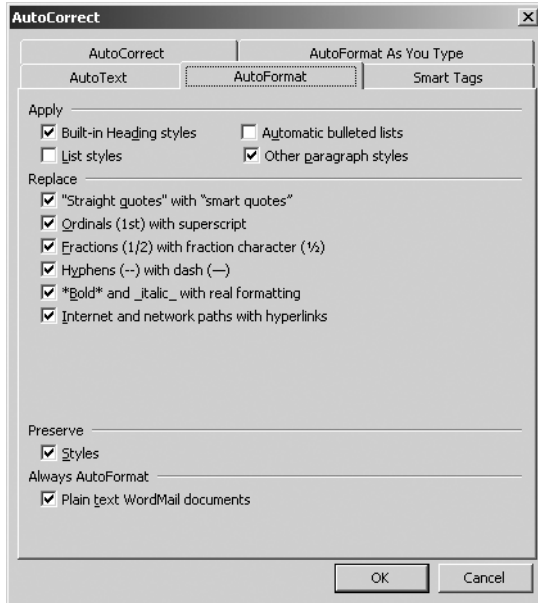 AutoCorrect
AutoCorrect AutoFormat As You Type
AutoText AutoFormat Smart Tags
Apply
Built-in Heading styles Automatic bulleted lists
List styles Other paragraph styles
Replace
"Straight quotes" with “smart quotes”
Ordinals (1st) with superscript
Fractions (1/2) with fraction character (½)
Hyphens (--) with dash (—)
*Bold* and _italic_ with real formatting
Internet and network paths with hyperlinks
Preserve
Styles
Always AutoFormat
Plain text WordMail documents
OK Cancel